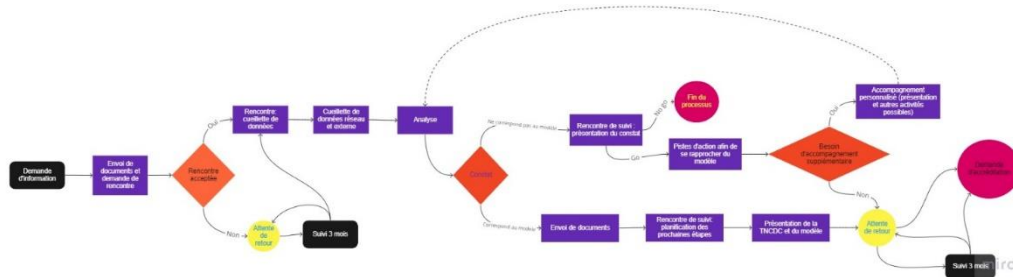 Demande
d'information
Envoi de
documents et
demande de
rencontre
Rencontre
acceptée
Oui
Non
Rencontre:
cueillette de
données
Cueillette de
données réseau
et externe
Analyse
Attente de
retour
Suivi 3 mois
Constat
Ne correspond pas au modèle
Correspond au modèle
Rencontre de suivi :
présentation du constat
No go
Go
Fin du
processus
Pistes d'action afin de
se rapprocher du
modèle
Besoin
d'accompagnement
supplémentaire
Oui
Non
Accompagnement
personnalisé (présentation
et autres activités
possibles)
Envoi de documents
Rencontre de suivi:
planification des
prochaines étapes
Présentation de la
TNCDC et du modèle
Attente
de retour
Demande
d'accréditation
Suivi 3 mois
miro